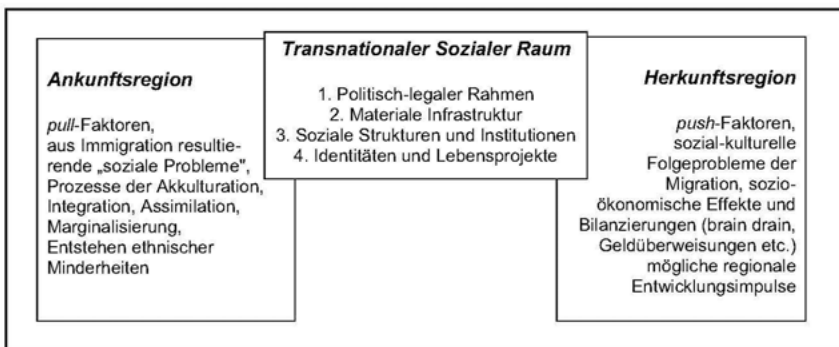 Ankunftsregion
pull-Faktoren,
aus Immigration resultie-
rende „soziale Probleme",
Prozesse der Akkulturation,
Integration, Assimilation,
Marginalisierung,
Entstehen ethnischer
Minderheiten
Transnationaler Sozialer Raum
1. Politisch-legaler Rahmen
2. Materiale Infrastruktur
3. Soziale Strukturen und Institutionen
4. Identitäten und Lebensprojekte
Herkunftsregion
push-Faktoren,
sozial-kulturelle
Folgeprobleme der
Migration, sozio-
ökonomische Effekte und
Bilanzierungen (brain drain,
Geldüberweisungen etc.)
mögliche regionale
Entwicklungsimpulse